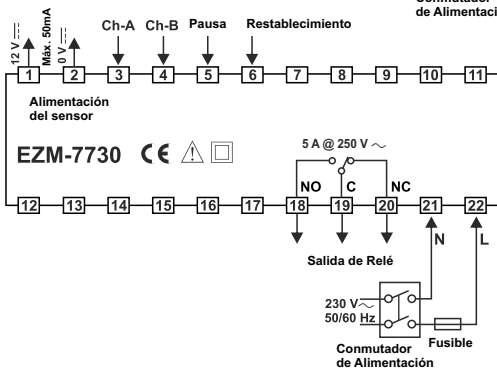 Conmutador
de Alimentaci
12 V
Máx. 50mA
0 V
Ch-A
Ch-B
Pausa
Restablecimiento
1
2
3
4
5
6
7
8
9
10
11
Alimentación
del sensor
EZM-7730 CE
5 A @ 250 V ~
NO
C
NC
12
13
14
15
16
17
18
19
20
21
22
Salida de Relé
N
L
230 V ~
50/60 Hz
Fusible
Conmutador
de Alimentación